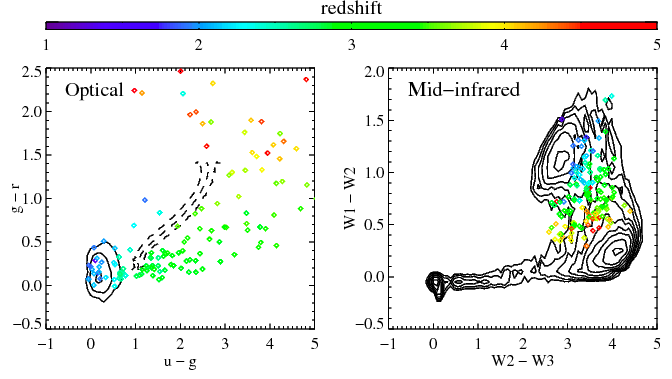 redshift
1 2 3 4 5
Optical
2.5
2.0
1.5
1.0
0.5
0.0
−0.5
g − r
−1 0 1 2 3 4 5
u − g
Mid−infrared
2.0
1.5
1.0
0.5
0.0
−0.5
W1 − W2
−1 0 1 2 3 4 5
W2 − W3